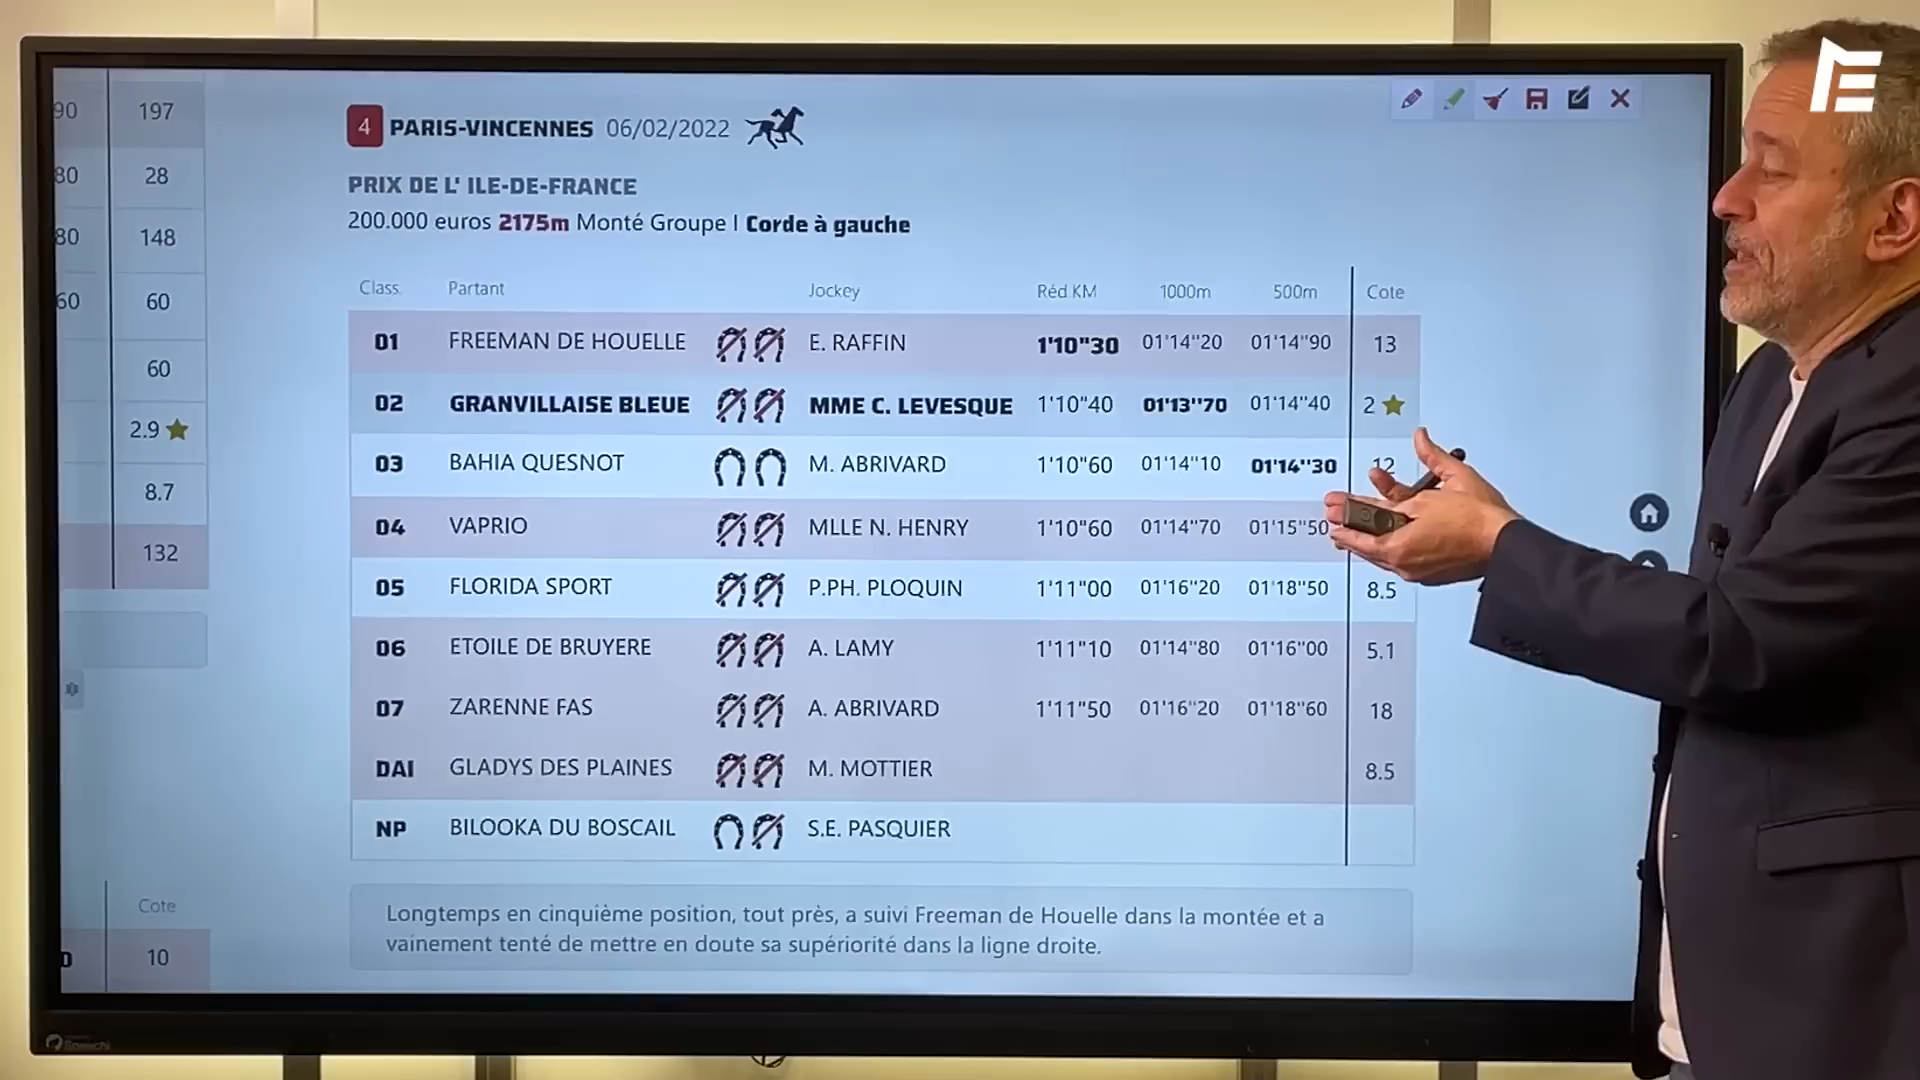 90 197
80 28
80 148
60 60
60
2.9
8.7
132
Cote
10
4 PARIS-VINCENNES 06/02/2022
PRIX DE L' ILE-DE-FRANCE
200.000 euros 2175m Monté Groupe I Corde à gauche
Class. Partant Jockey Réd KM 1000m 500m Cote
01 FREEMAN DE HOUELLE E. RAFFIN 1'10"30 01'14''20 01'14''90 13
02 GRANVILLAISE BLEUE MME C. LEVESQUE 1'10"40 01'13''70 01'14''40 2
03 BAHIA QUESNOT M. ABRIVARD 1'10"60 01'14''10 01'14''30 12
04 VAPRIO MLLE N. HENRY 1'10"60 01'14''70 01'15''50
05 FLORIDA SPORT P.PH. PLOQUIN 1'11"00 01'16''20 01'18''50 8.5
06 ETOILE DE BRUYERE A. LAMY 1'11"10 01'14''80 01'16''00 5.1
07 ZARENNE FAS A. ABRIVARD 1'11"50 01'16''20 01'18''60 18
DAI GLADYS DES PLAINES M. MOTTIER 8.5
NP BILOOKA DU BOSCAIL S.E. PASQUIER
Longtemps en cinquième position, tout près, a suivi Freeman de Houelle dans la montée et a
vainement tenté de mettre en doute sa supériorité dans la ligne droite.
Speechi
E